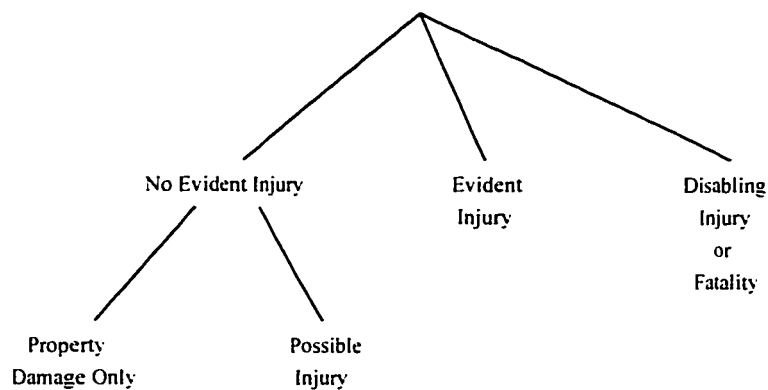 No Evident Injury
Evident
Injury
Disabling
Injury
or
Fatality
Property
Damage Only
Possible
Injury